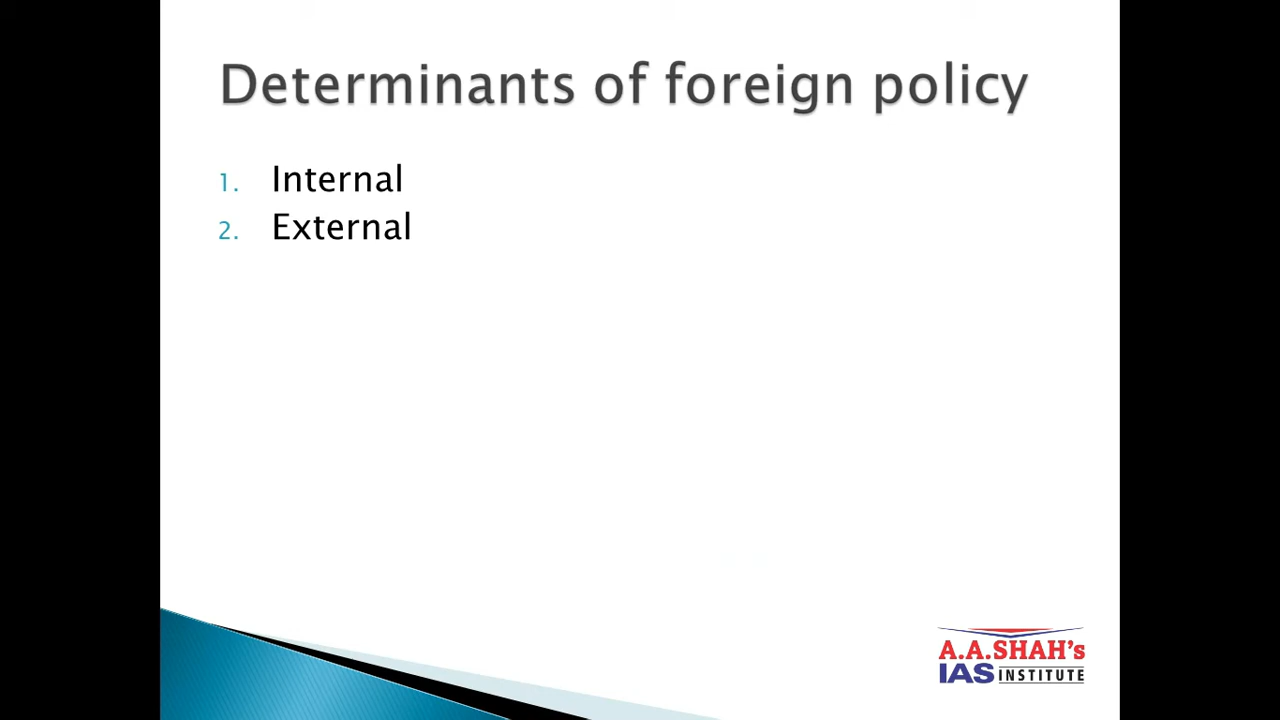 Determinants of foreign policy
1. Internal
2. External
A.A.SHAH's
IAS INSTITUTE